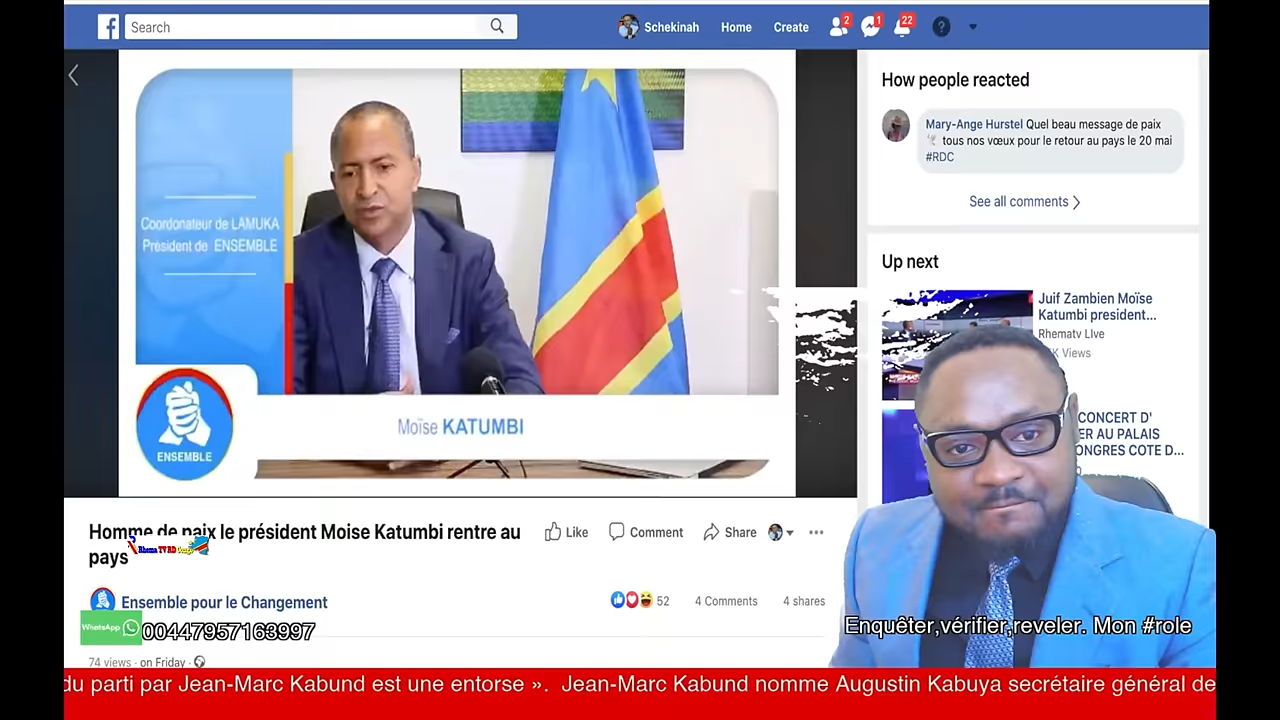 Search
Schekinah
Home
Create
2
1
22
?
Coordonateur de LAMUKA
Président de ENSEMBLE
ENSEMBLE
Moïse KATUMBI
How people reacted
Mary-Ange Hurstel Quel beau message de paix
tous nos vœux pour le retour au pays le 20 mai
#RDC
See all comments
Up next
Juif Zambien Moïse
Katumbi president...
Rhematv LIve
K Views
CONCERT D'
ER AU PALAIS
ONGRES COTE D...
Homme de paix le président Moise Katumbi rentre au
pays
Like
Comment
Share
Rhema TV RD Congo
Ensemble pour le Changement
52
4 Comments
4 shares
WhatsApp
00447957163997
74 views · on Friday ·
Enquêter,vérifier,reveler. Mon #role
du parti par Jean-Marc Kabund est une entorse ». Jean-Marc Kabund nomme Augustin Kabuya secrétaire général de